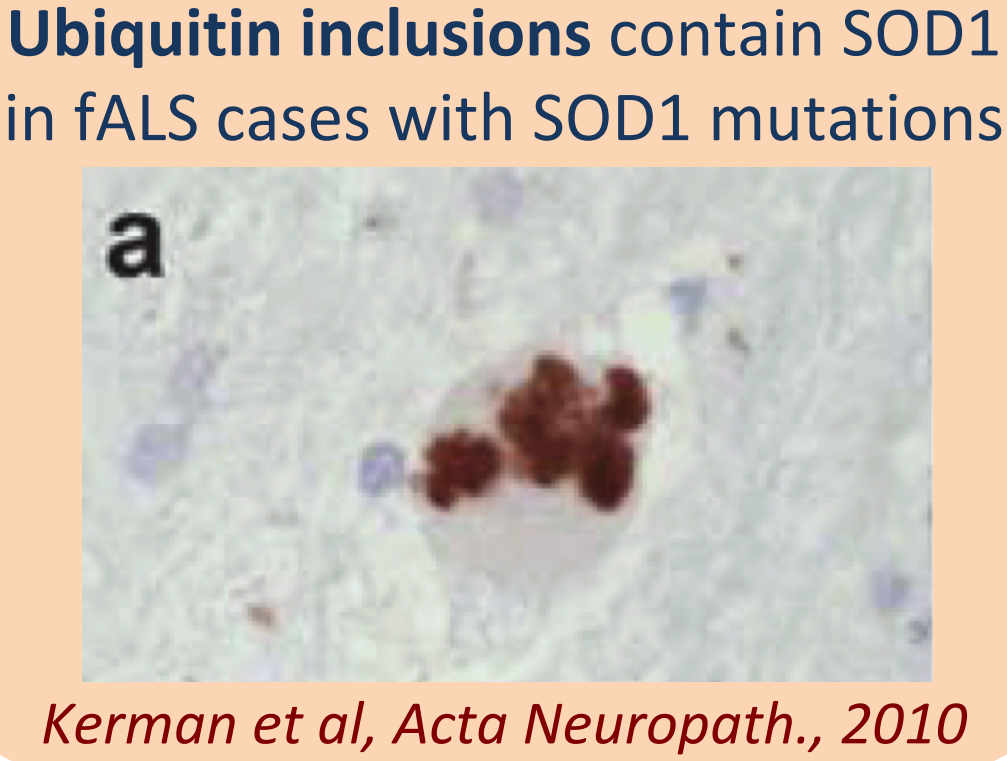 Ubiquitin inclusions contain SOD1
in fALS cases with SOD1 mutations
a
Kerman et al, Acta Neuropath., 2010